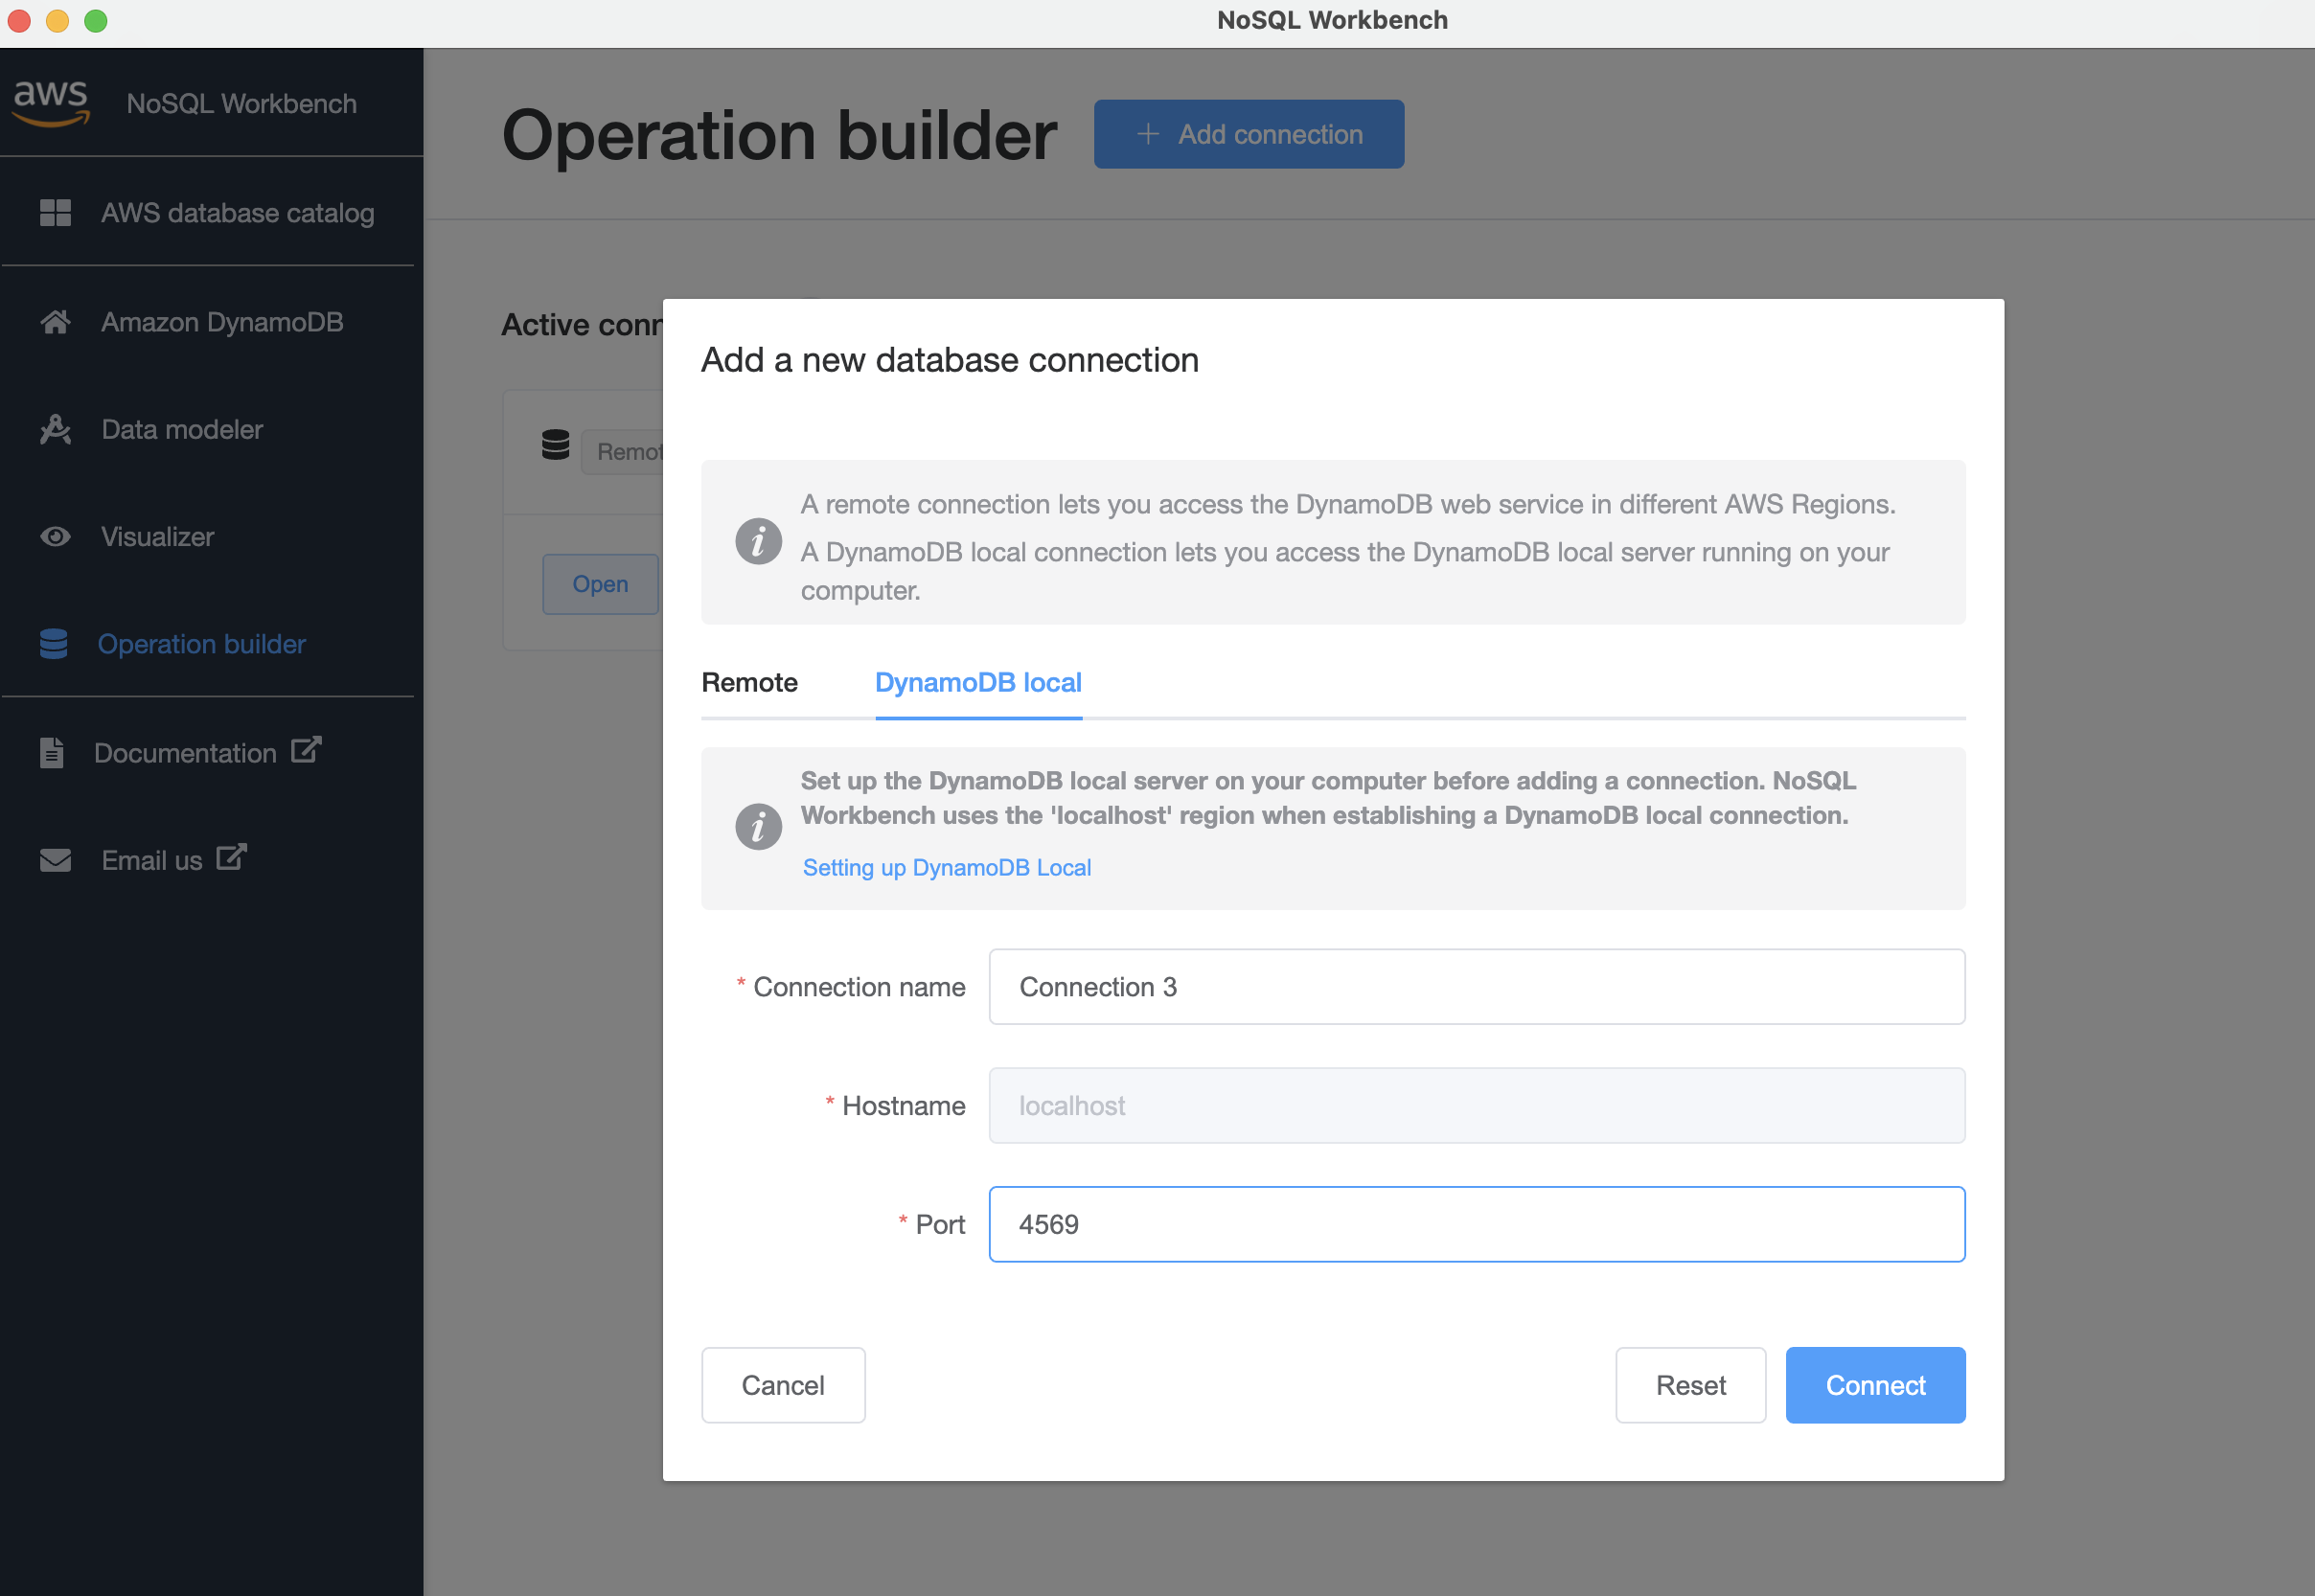 NoSQL Workbench
aws
NoSQL Workbench
AWS database catalog
Amazon DynamoDB
Data modeler
Visualizer
Operation builder
Documentation
Email us
Operation builder
+ Add connection
Active conn
Remot
Open
Add a new database connection
A remote connection lets you access the DynamoDB web service in different AWS Regions.
A DynamoDB local connection lets you access the DynamoDB local server running on your
computer.
Remote
DynamoDB local
Set up the DynamoDB local server on your computer before adding a connection. NoSQL
Workbench uses the 'localhost' region when establishing a DynamoDB local connection.
Setting up DynamoDB Local
* Connection name
Connection 3
* Hostname
localhost
* Port
4569
Cancel
Reset
Connect